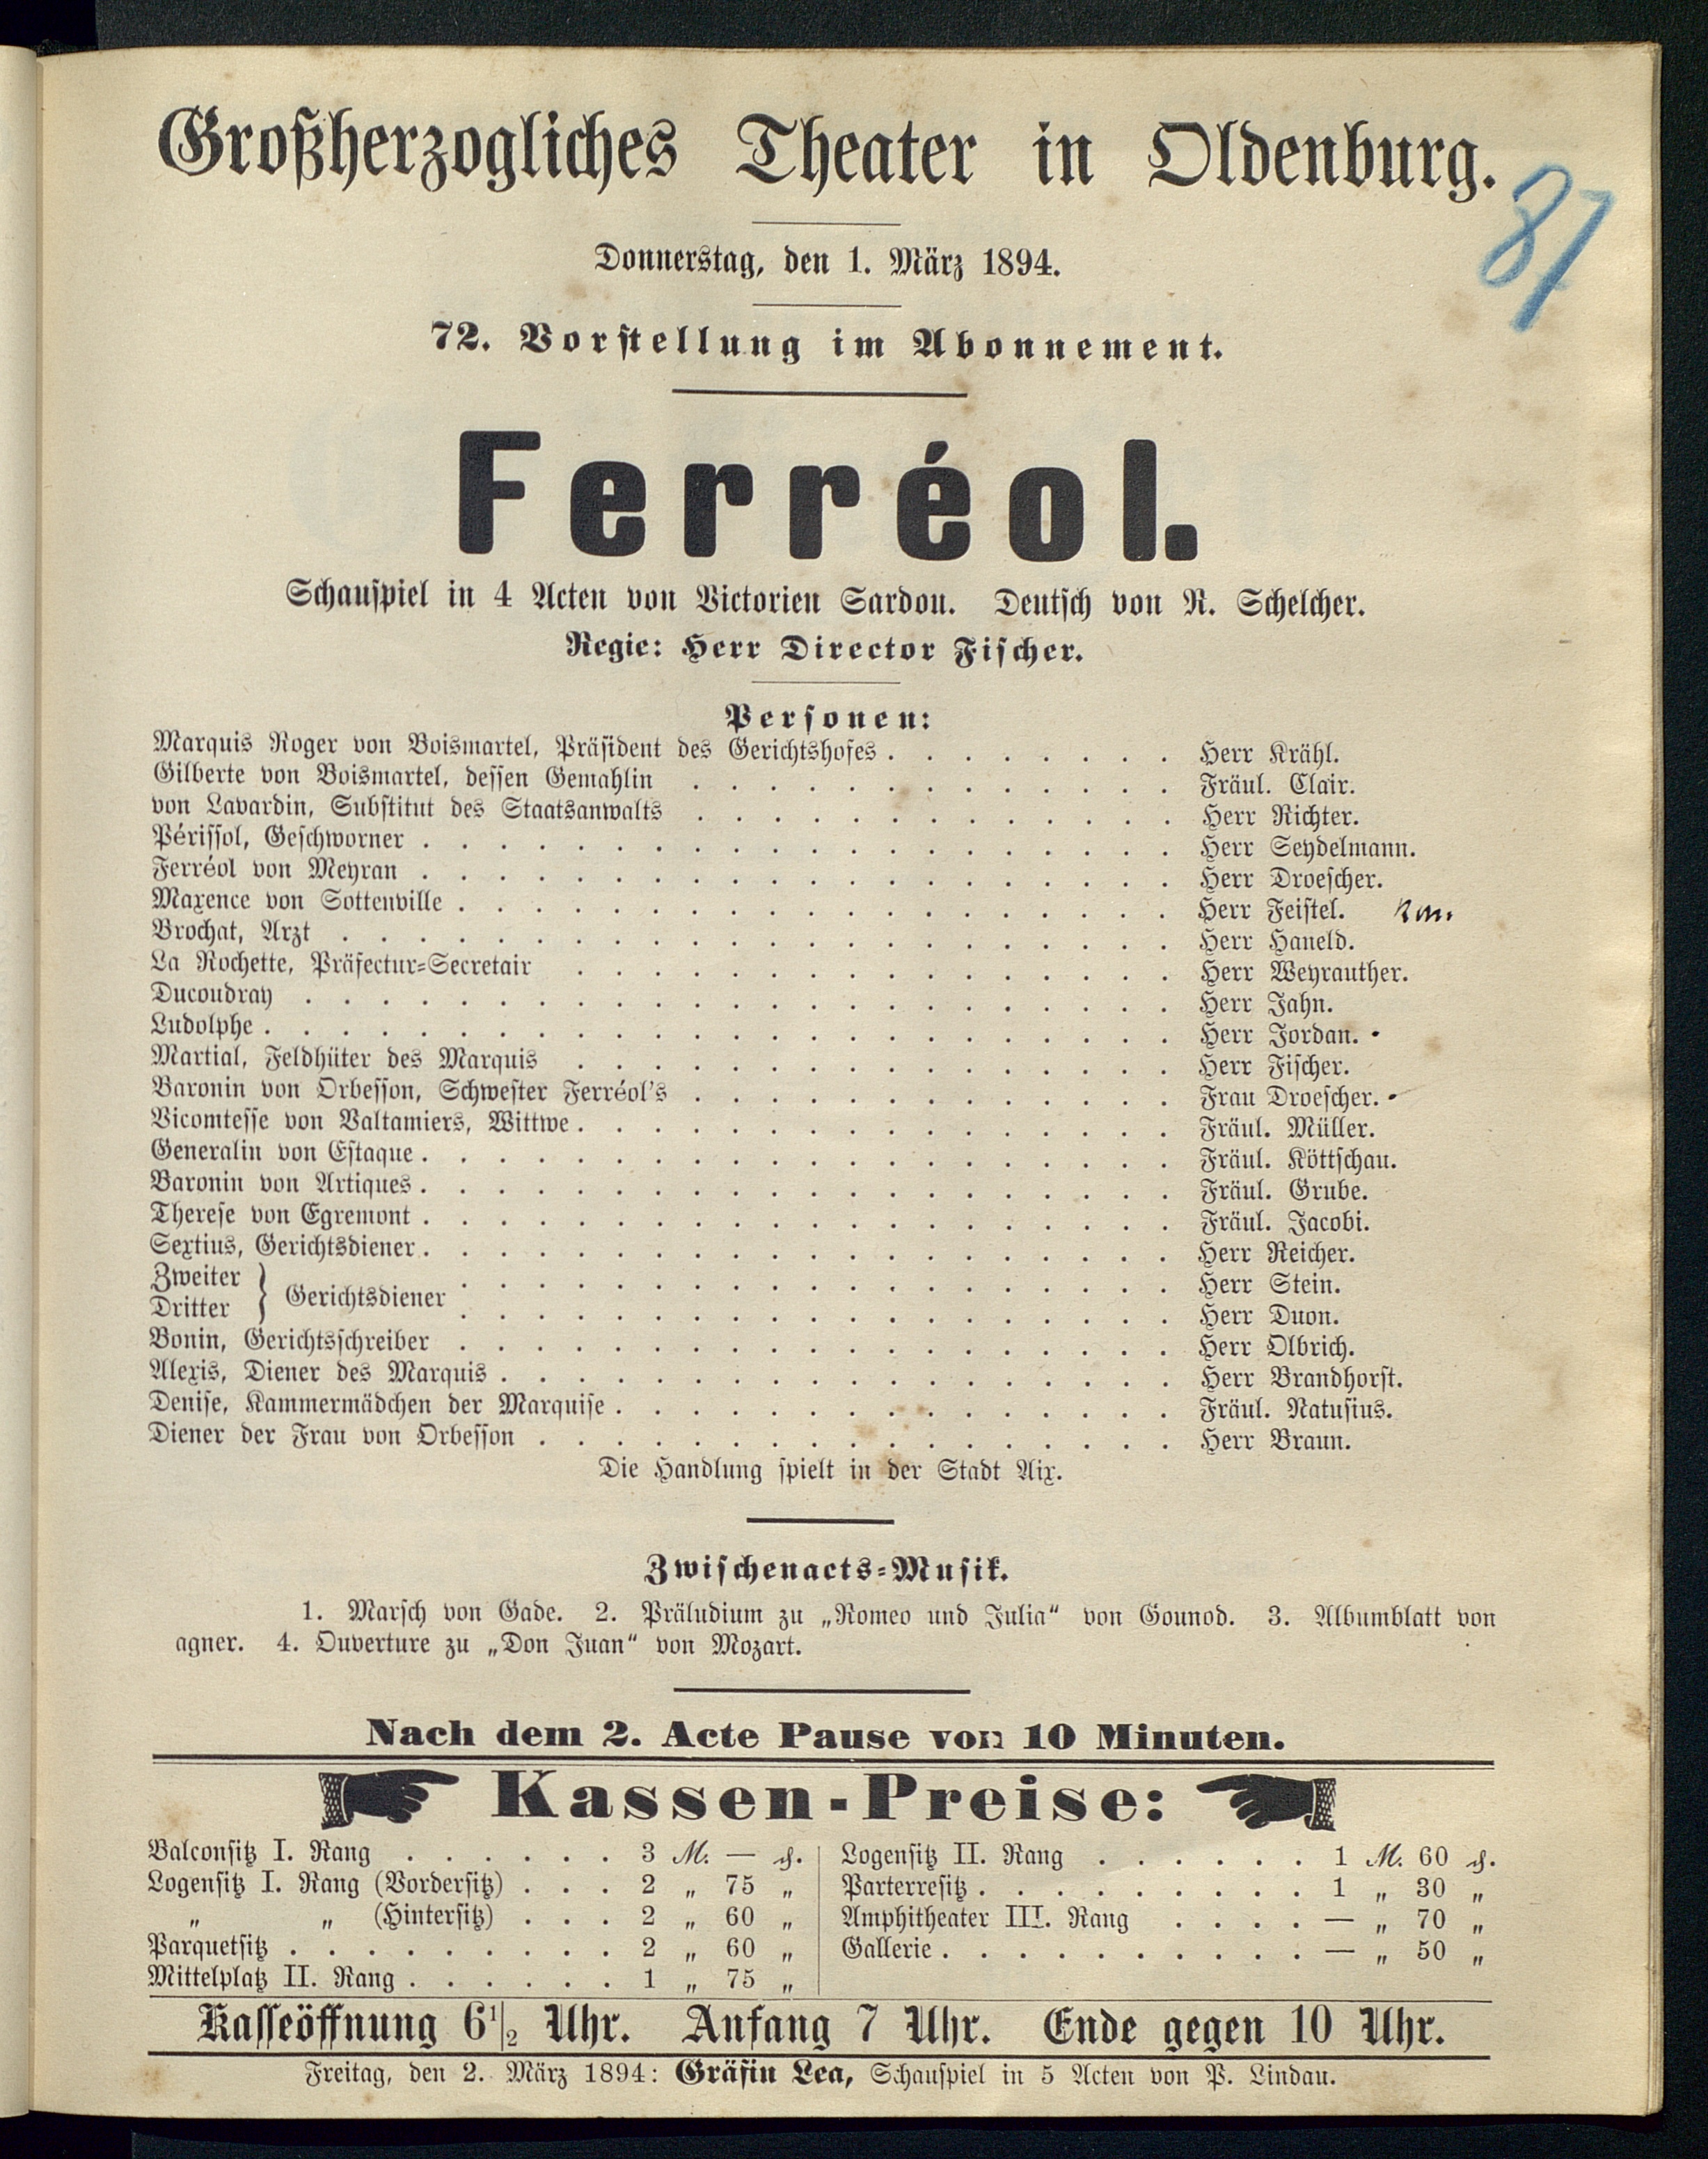 Großherzogliches Theater in Oldenburg.
87
Donnerstag, den 1. März 1894.
72. Vorstellung im Abonnement.
Ferréol.
Schauspiel in 4 Acten von Victorien Sardou. Deutsch von R. Schelcher.
Regie: Herr Director Fischer.
Personen:
Marquis Roger von Boismartel, Präsident des Gerichtshofes . . . . . . . . Herr Krähl.
Gilberte von Boismartel, dessen Gemahlin . . . . . . . . . . . . . Fräul. Clair.
von Lavardin, Substitut des Staatsanwalts . . . . . . . . . . . . . Herr Richter.
Périssol, Geschworner . . . . . . . . . . . . . . . . . . . . Herr Seydelmann.
Ferréol von Meyran . . . . . . . . . . . . . . . . . . . . Herr Droescher.
Maxence von Sottenville . . . . . . . . . . . . . . . . . . . Herr Feistel.
Brochat, Arzt . . . . . . . . . . . . . . . . . . . . . . Herr Haneld.
La Rochette, Präfectur-Secretair . . . . . . . . . . . . . . . . Herr Weyrauther.
Ducoudray . . . . . . . . . . . . . . . . . . . . . . . Herr Jahn.
Ludolphe . . . . . . . . . . . . . . . . . . . . . . . . Herr Jordan.
Martial, Feldhüter des Marquis . . . . . . . . . . . . . . . . Herr Fischer.
Baronin von Orbesson, Schwester Ferréol's . . . . . . . . . . . . . Frau Droescher.
Vicomtesse von Valtamiers, Wittwe . . . . . . . . . . . . . . . . Fräul. Müller.
Generalin von Estaque . . . . . . . . . . . . . . . . . . . . Fräul. Köttschau.
Baronin von Artiques . . . . . . . . . . . . . . . . . . . . Fräul. Grube.
Therese von Egremont . . . . . . . . . . . . . . . . . . . . Fräul. Jacobi.
Sextius, Gerichtsdiener . . . . . . . . . . . . . . . . . . . . Herr Reicher.
Zweiter } Gerichtsdiener . . . . . . . . . . . . . . . . . . . Herr Stein.
Dritter . . . . . . . . . . . . . . . . . . . Herr Duon.
Bonin, Gerichtsschreiber . . . . . . . . . . . . . . . . . . . Herr Olbrich.
Alexis, Diener des Marquis . . . . . . . . . . . . . . . . . . Herr Brandhorst.
Denise, Kammermädchen der Marquise . . . . . . . . . . . . . . . Fräul. Natusius.
Diener der Frau von Orbesson . . . . . . . . . . . . . . . . . Herr Braun.
Die Handlung spielt in der Stadt Aix.
Zwischenacts-Musik.
1. Marsch von Gade. 2. Präludium zu „Romeo und Julia“ von Gounod. 3. Albumblatt von
agner. 4. Ouverture zu „Don Juan“ von Mozart.
Nach dem 2. Acte Pause von 10 Minuten.
Kassen-Preise:
Balconsitz I. Rang . . . . . . 3 M. — ₰.
Logensitz I. Rang (Vordersitz) . . . 2 „ 75 „
„ „ (Hintersitz) . . . 2 „ 60 „
Parquetsitz . . . . . . . . . 2 „ 60 „
Mittelplatz II. Rang . . . . . . 1 „ 75 „
Logensitz II. Rang . . . . . . 1 M. 60 ₰.
Parterresitz . . . . . . . . . 1 „ 30 „
Amphitheater III. Rang . . . . — „ 70 „
Gallerie . . . . . . . . . . — „ 50 „
Kasseöffnung 6½ Uhr. Anfang 7 Uhr. Ende gegen 10 Uhr.
Freitag, den 2. März 1894: Gräfin Lea, Schauspiel in 5 Acten von P. Lindau.